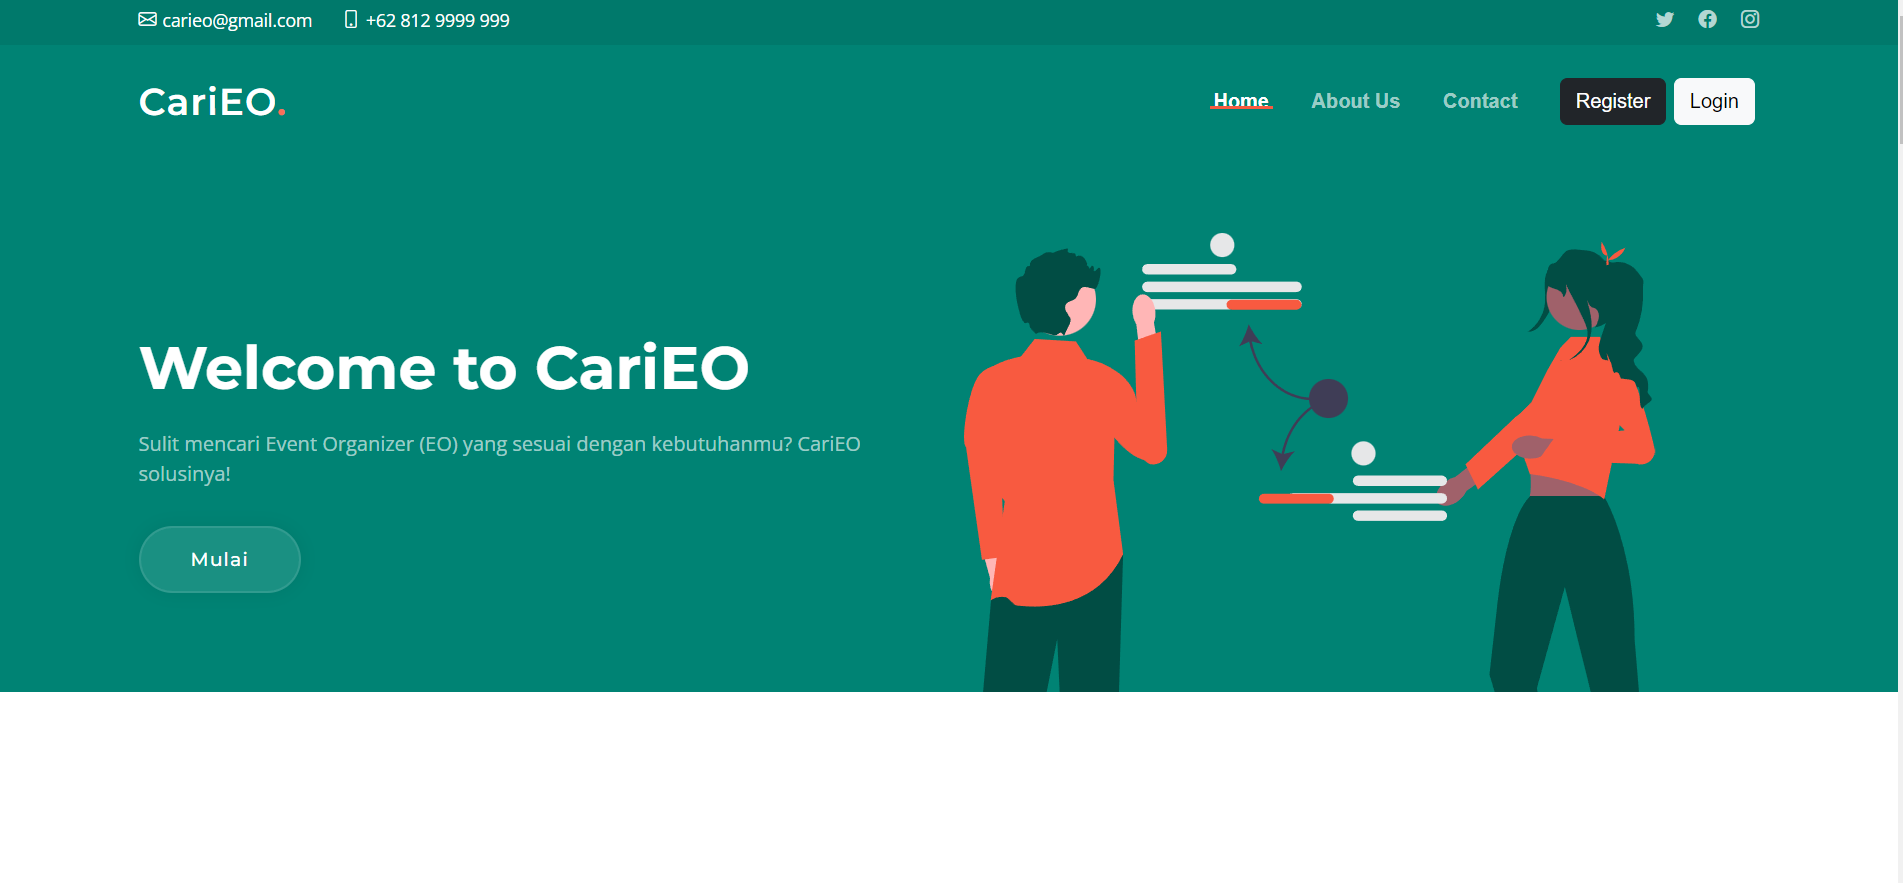 carieo@gmail.com +62 812 9999 999
CariEO.
Home About Us Contact Register Login
Welcome to CariEO
Sulit mencari Event Organizer (EO) yang sesuai dengan kebutuhanmu? CariEO
solusinya!
Mulai